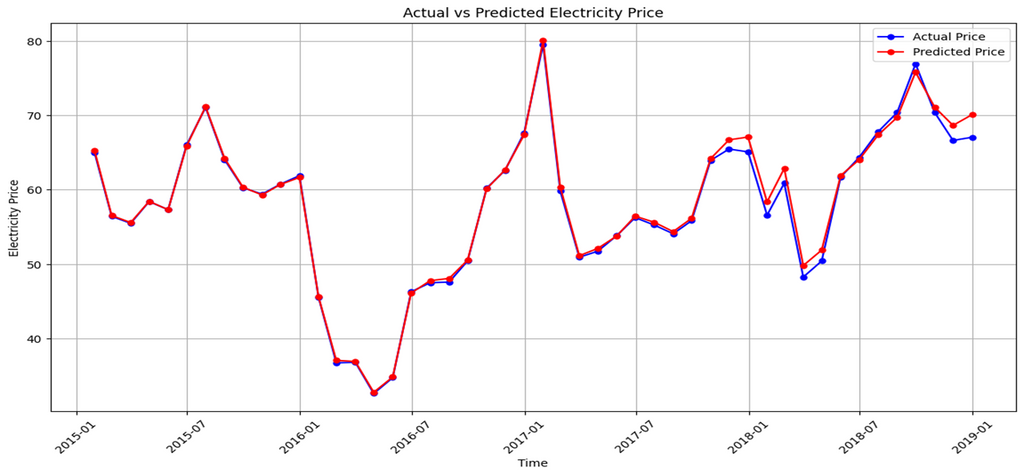 Actual vs Predicted Electricity Price
Actual Price
Predicted Price
Electricity Price
80
70
60
50
40
2015-01
2015-07
2016-01
2016-07
2017-01
2017-07
2018-01
2018-07
2019-01
Time